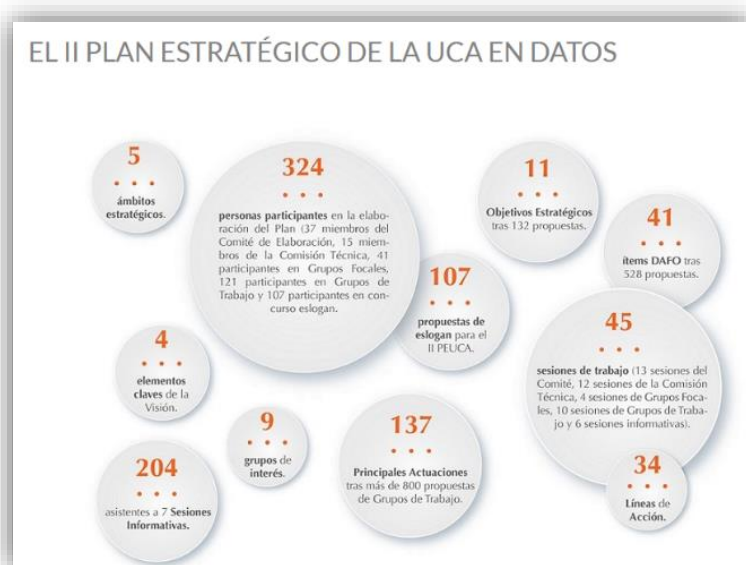 EL II PLAN ESTRATÉGICO DE LA UCA EN DATOS
5
ámbitos
estratégicos.
324
personas participantes en la elabo-
ración del Plan (37 miembros del
Comité de Elaboración, 15 miem-
bros de la Comisión Técnica, 41
participantes en Grupos Focales,
121 participantes en Grupos de
Trabajo y 107 participantes en con-
curso eslogan.
11
Objetivos Estratégicos
tras 132 propuestas.
41
ítems DAFO tras
528 propuestas.
107
propuestas de
eslogan para el
II PEUCA.
45
sesiones de trabajo (13 sesiones del
Comité, 12 sesiones de la Comisión
Técnica, 4 sesiones de Grupos Foca-
les, 10 sesiones de Grupos de Traba-
jo y 6 sesiones informativas).
4
elementos
claves de la
Visión.
9
grupos de
interés.
137
Principales Actuaciones
tras más de 800 propuestas
de Grupos de Trabajo.
204
asistentes a 7 Sesiones
Informativas.
34
Líneas de
Acción.